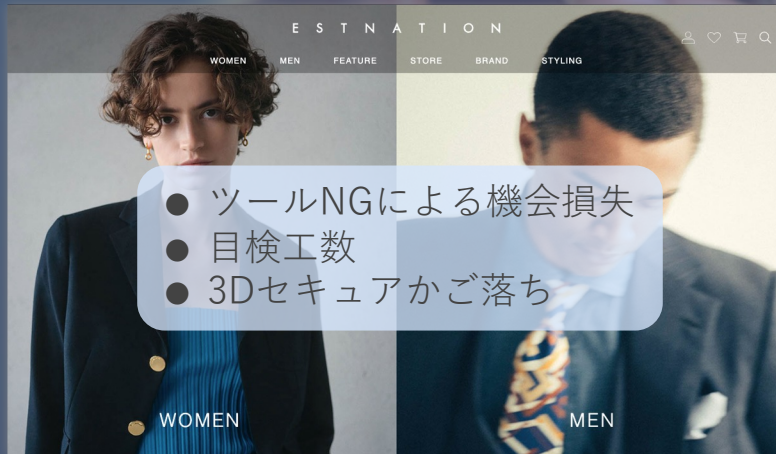 ESTNATION
WOMEN MEN FEATURE STORE BRAND STYLING
● ツールNGによる機会損失
● 目検工数
● 3Dセキュアかご落ち
WOMEN MEN